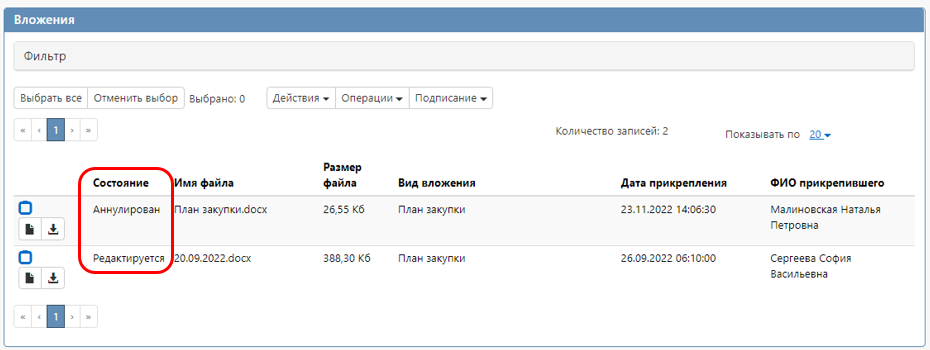 Вложения
Фильтр
Выбрать все Отменить выбор Выбрано: 0 Действия Операции Подписание
« ‹ 1 › » Количество записей: 2 Показывать по 20
Состояние Имя файла Размер файла Вид вложения Дата прикрепления ФИО прикрепившего
Аннулирован План закупки.docx 26,55 Кб План закупки 23.11.2022 14:06:30 Малиновская Наталья Петровна
Редактируется 20.09.2022.docx 388,30 Кб План закупки 26.09.2022 06:10:00 Сергеева София Васильевна
« ‹ 1 › »